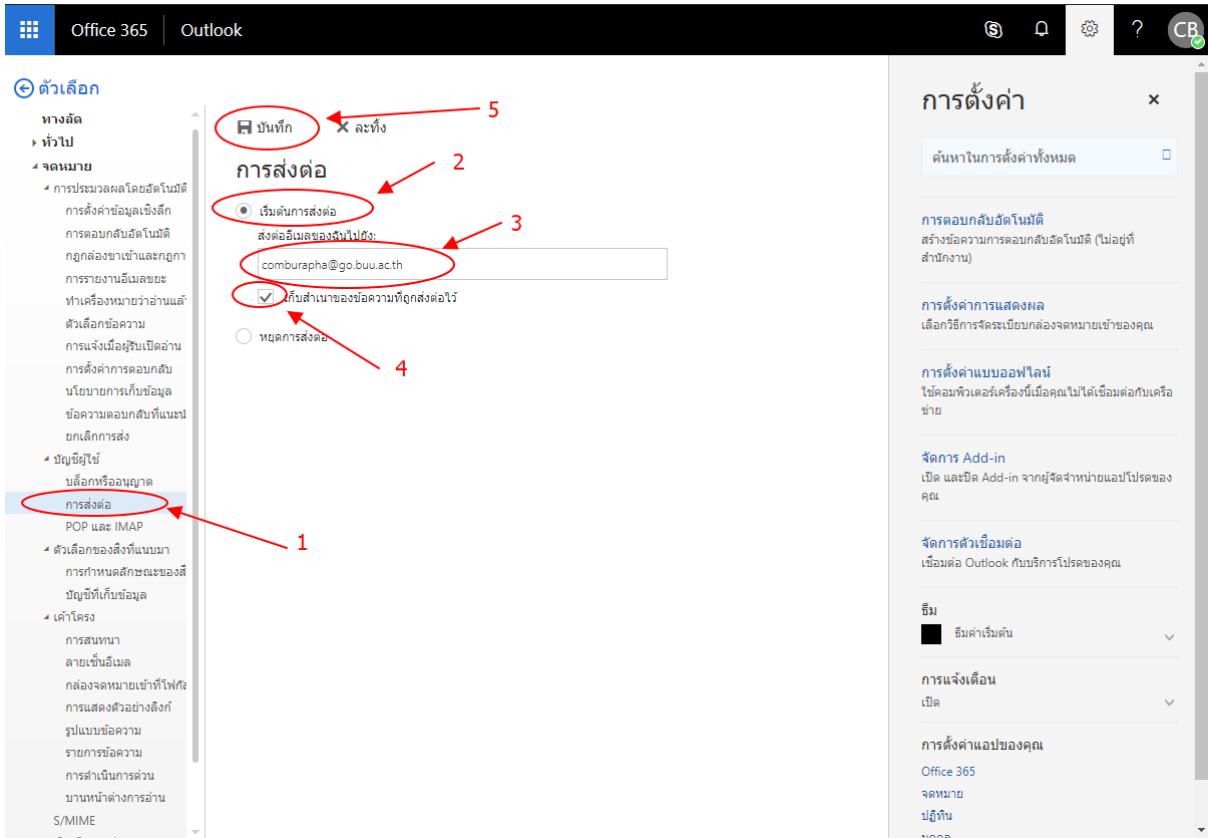 Office 365
Outlook
CB
ตัวเลือก
ทางลัด
ทั่วไป
จดหมาย
การประมวลผลโดยอัตโนมัติ
การตั้งค่าข้อมูลเชิงลึก
การตอบกลับอัตโนมัติ
กฎกล่องขาเข้าและกฎกา
การรายงานอีเมลขยะ
ทำเครื่องหมายว่าอ่านแล้ว
ตัวเลือกข้อความ
การแจ้งเมื่อผู้รับเปิดอ่าน
การตั้งค่าการตอบกลับ
นโยบายการเก็บข้อมูล
ข้อความตอบกลับที่แนะนำ
ยกเลิกการส่ง
บัญชีผู้ใช้
บล็อกหรืออนุญาต
การส่งต่อ
POP และ IMAP
ตัวเลือกของสิ่งที่แนบมา
การกำหนดลักษณะของสิ
บัญชีที่เก็บข้อมูล
เค้าโครง
การสนทนา
ลายเซ็นอีเมล
กล่องจดหมายเข้าที่โฟกัส
การแสดงตัวอย่างลิงก์
รูปแบบข้อความ
รายการข้อความ
การดำเนินการด่วน
บานหน้าต่างการอ่าน
S/MIME
1
บันทึก
ละทิ้ง
5
การส่งต่อ
2
เริ่มต้นการส่งต่อ
ส่งต่ออีเมลของฉันไปยัง:
3
comburapha@go.buu.ac.th
เก็บสำเนาของข้อความที่ถูกส่งต่อไว้
หยุดการส่งต่อ
4
การตั้งค่า
ค้นหาในการตั้งค่าทั้งหมด
การตอบกลับอัตโนมัติ
สร้างข้อความการตอบกลับอัตโนมัติ (ไม่อยู่ที่
สำนักงาน)
การตั้งค่าการแสดงผล
เลือกวิธีการจัดระเบียบกล่องจดหมายเข้าของคุณ
การตั้งค่าแบบออฟไลน์
ใช้คอมพิวเตอร์เครื่องนี้เมื่อคุณไม่ได้เชื่อมต่อกับเครือ
ข่าย
จัดการ Add-in
เปิด และปิด Add-in จากผู้จัดจำหน่ายแอปโปรดของ
คุณ
จัดการตัวเชื่อมต่อ
เชื่อมต่อ Outlook กับบริการโปรดของคุณ
ธีม
ธีมค่าเริ่มต้น
การแจ้งเตือน
เปิด
การตั้งค่าแอปของคุณ
Office 365
จดหมาย
ปฏิทิน